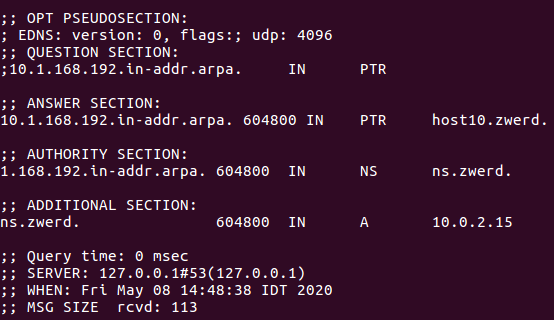 ;; OPT PSEUDOSECTION:
; EDNS: version: 0, flags:; udp: 4096
;; QUESTION SECTION:
;10.1.168.192.in-addr.arpa. IN PTR
;; ANSWER SECTION:
10.1.168.192.in-addr.arpa. 604800 IN PTR host10.zwerd.
;; AUTHORITY SECTION:
1.168.192.in-addr.arpa. 604800 IN NS ns.zwerd.
;; ADDITIONAL SECTION:
ns.zwerd. 604800 IN A 10.0.2.15
;; Query time: 0 msec
;; SERVER: 127.0.0.1#53(127.0.0.1)
;; WHEN: Fri May 08 14:48:38 IDT 2020
;; MSG SIZE rcvd: 113